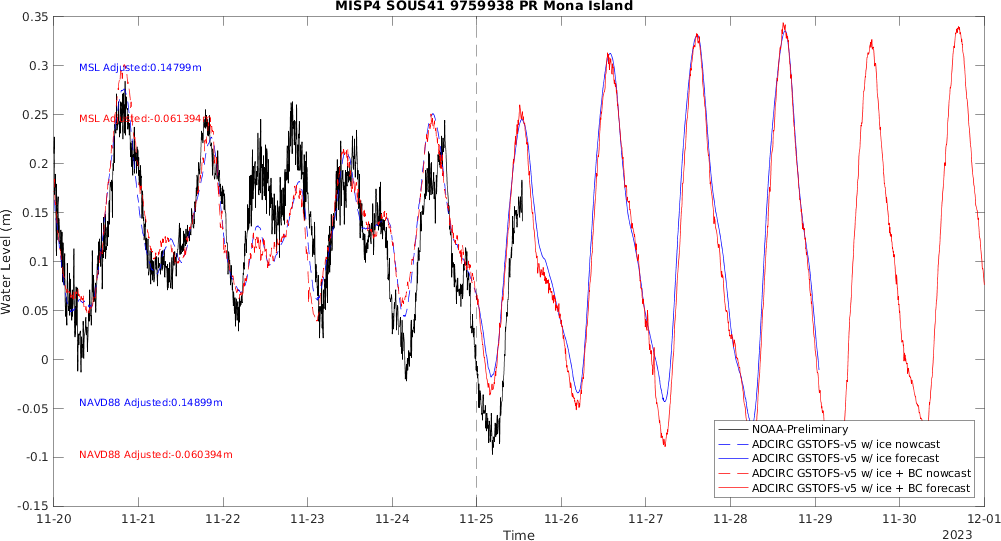 MISP4 SOUS41 9759938 PR Mona Island
0.35
0.3
0.25
0.2
0.15
0.1
0.05
0
-0.05
-0.1
-0.15
Water Level (m)
MSL Adjusted:0.14799m
MSL Adjusted:-0.061394m
NAVD88 Adjusted:0.14899m
NAVD88 Adjusted:-0.060394m
NOAA-Preliminary
ADCIRC GSTOFS-v5 w/ ice nowcast
ADCIRC GSTOFS-v5 w/ ice forecast
ADCIRC GSTOFS-v5 w/ ice + BC nowcast
ADCIRC GSTOFS-v5 w/ ice + BC forecast
11-20 11-21 11-22 11-23 11-24 11-25 11-26 11-27 11-28 11-29 11-30 12-01
Time
2023